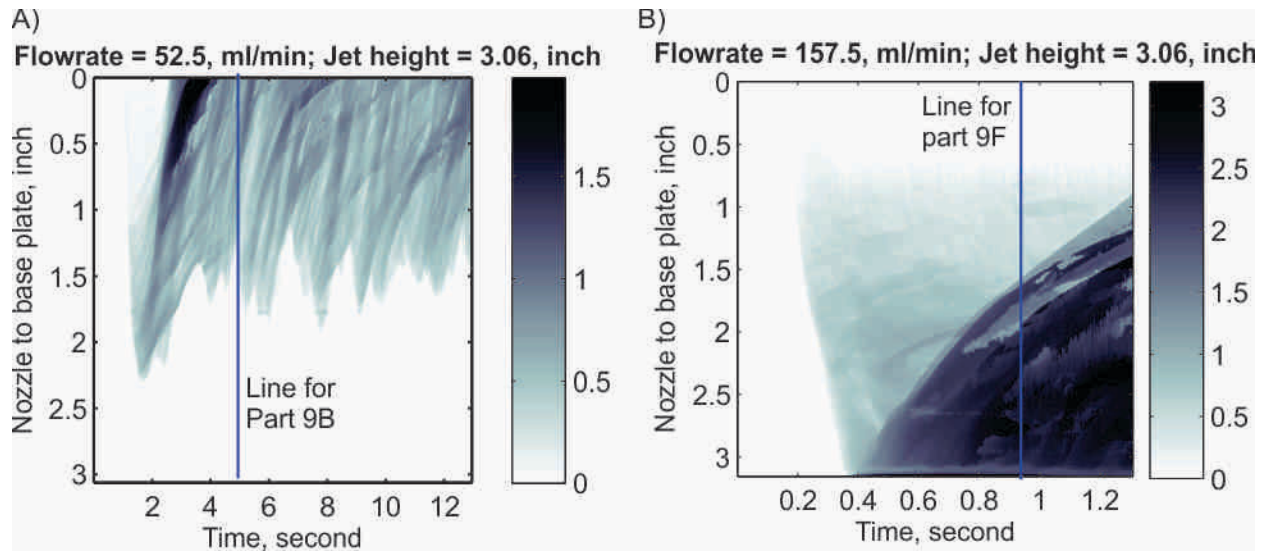 A)
Flowrate = 52.5, ml/min; Jet height = 3.06, inch
0
0.5
1
1.5
2
2.5
3
Nozzle to base plate, inch
2 4 6 8 10 12
Time, second
Line for
Part 9B
1.5
1
0.5
0
B)
Flowrate = 157.5, ml/min; Jet height = 3.06, inch
0
0.5
1
1.5
2
2.5
3
Nozzle to base plate, inch
0.2 0.4 0.6 0.8 1 1.2
Time, second
Line for
part 9F
3
2.5
2
1.5
1
0.5
0